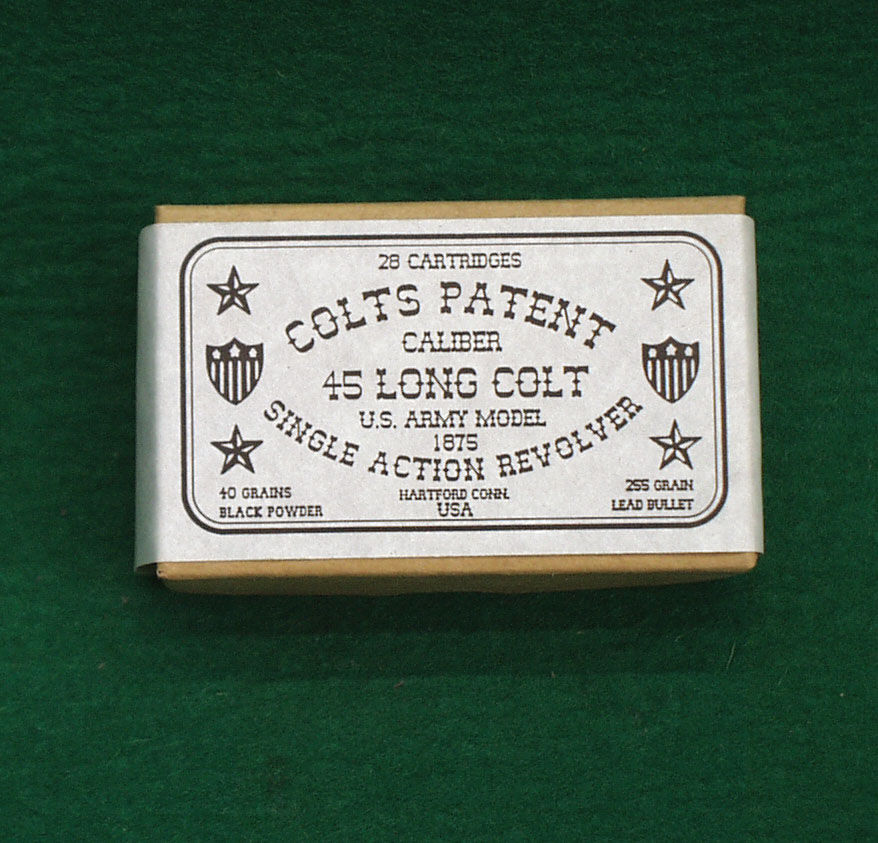 28 CARTRIDGES
COLTS PATENT
CALIBER
45 LONG COLT
U.S. ARMY MODEL
1875
SINGLE ACTION REVOLVER
40 GRAINS
BLACK POWDER
HARTFORD CONN.
USA
255 GRAIN
LEAD BULLET